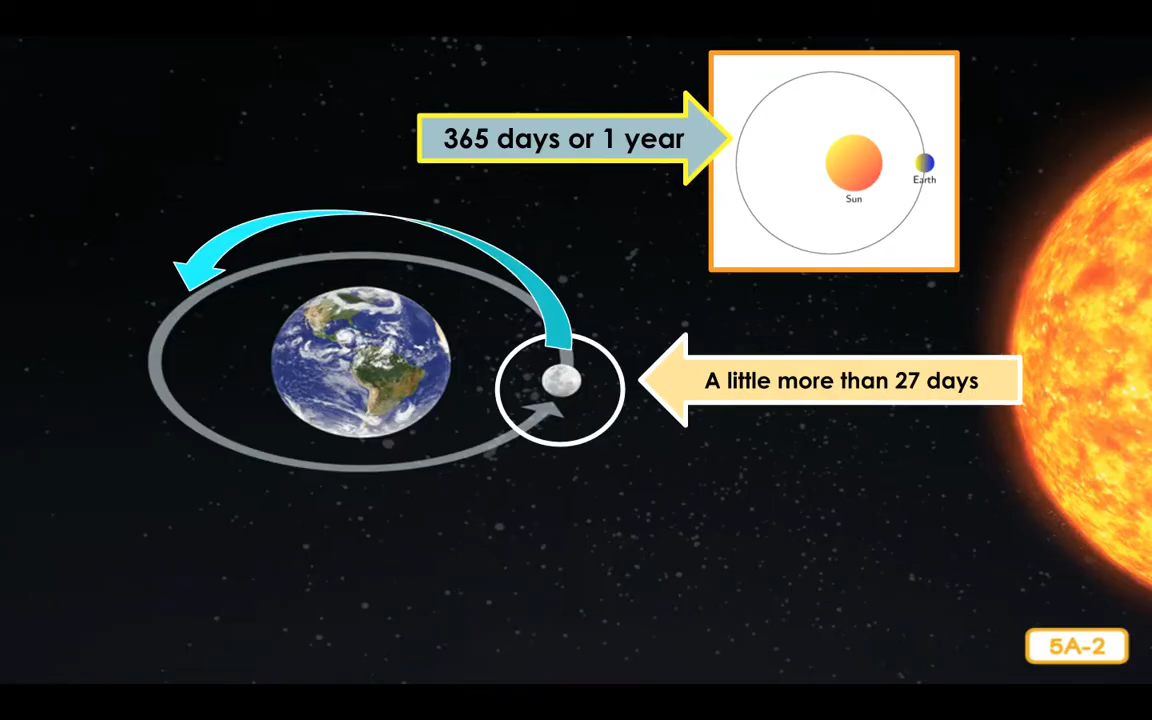 365 days or 1 year
Sun
Earth
A little more than 27 days
5A-2